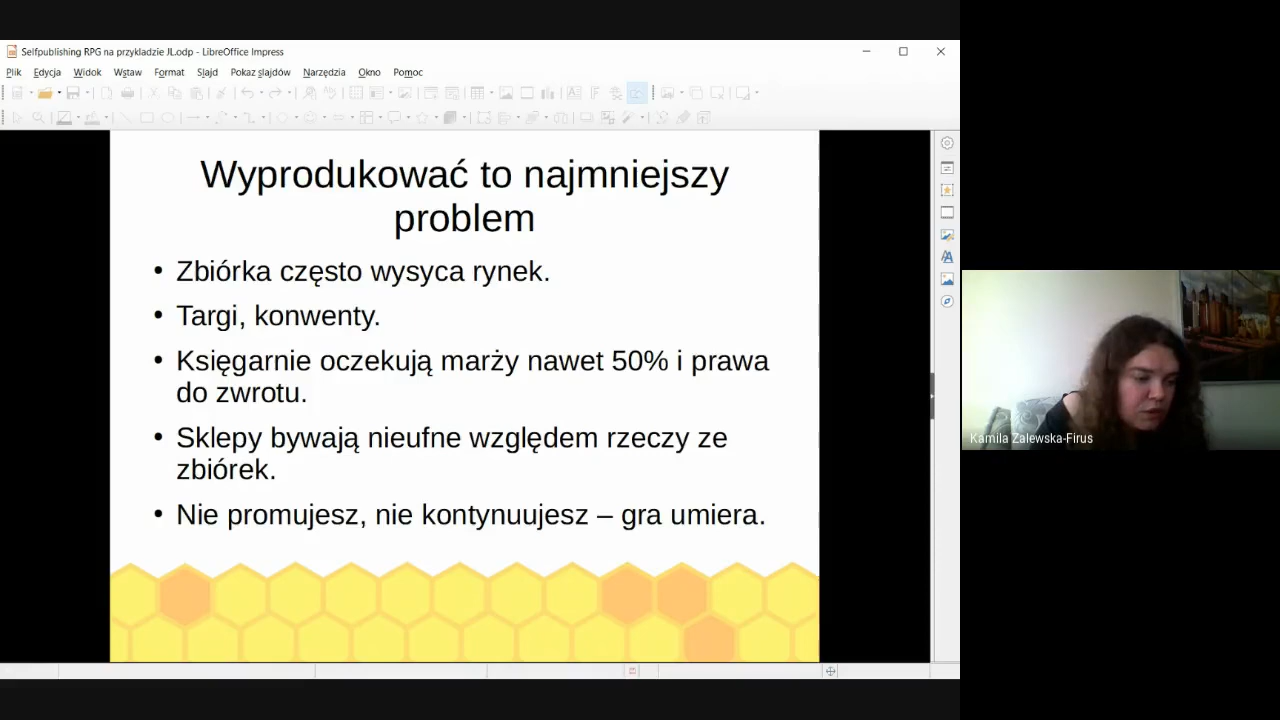 Selfpublishing RPG na przykladzie JL.odp - LibreOffice Impress
Plik Edycja Widok Wstaw Format Slajd Pokaz slajdów Narzędzia Okno Pomoc
Wyprodukować to najmniejszy
problem
• Zbiórka często wysyca rynek.
• Targi, konwenty.
• Księgarnie oczekują marży nawet 50% i prawa
do zwrotu.
• Sklepy bywają nieufne względem rzeczy ze
zbiórek.
• Nie promujesz, nie kontynuujesz – gra umiera.
Kamila Zalewska-Firus